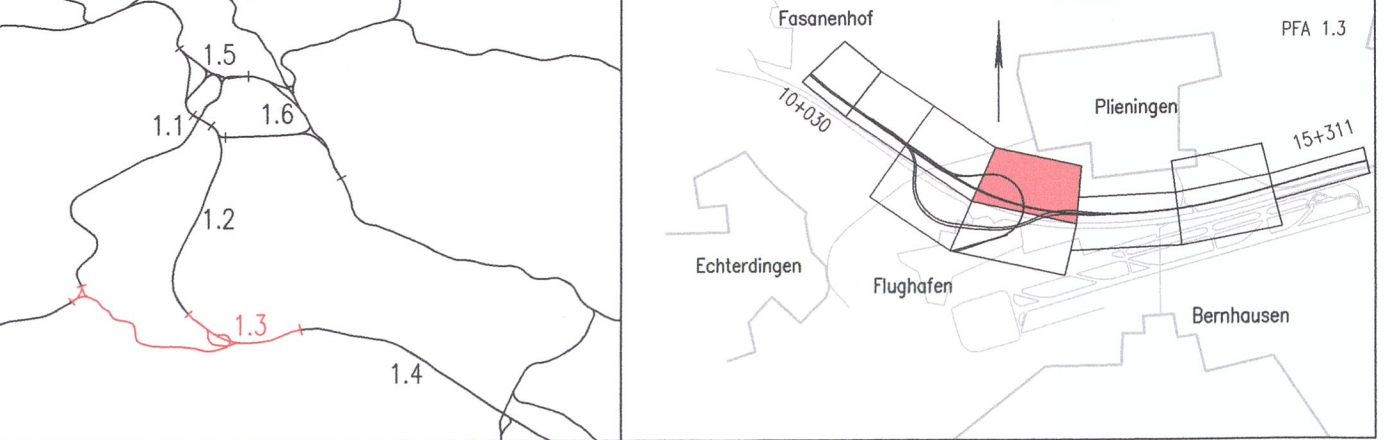 1.5
1.6
1.1
1.2
1.3
1.4
Fasanenhof
PFA 1.3
10+030
Plieningen
15+311
Echterdingen
Flughafen
Bernhausen